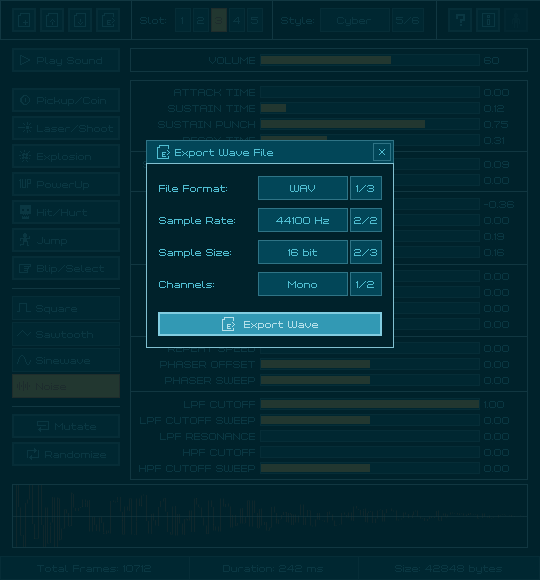 Slot: 1 2 3 4 5 Style: Cyber 5/6 ?
Play Sound
VOLUME 60
Pickup/Coin
Laser/Shoot
Explosion
PowerUp
1UP
Hit/Hurt
Jump
Blip/Select
Square
Sawtooth
Sinewave
Noise
Mutate
Randomise
ATTACK TIME 0.00
SUSTAIN TIME 0.12
SUSTAIN PUNCH 0.75
0.31
Export Wave File
File Format: WAV 1/3
Sample Rate: 44100 Hz 2/2
Sample Size: 16 bit 2/3
Channels: Mono 1/2
Export Wave
0.09
0.00
-0.36
0.00
0.19
0.16
0.00
0.00
0.00
0.00
REPEAT SPEED 0.00
PHASER OFFSET 0.00
PHASER SWEEP 0.00
LPF CUTOFF 1.00
LPF CUTOFF SWEEP 0.00
LPF RESONANCE 0.00
HPF CUTOFF 0.00
HPF CUTOFF SWEEP 0.00
Total Frames: 10712
Duration: 242 ms
Size: 42848 bytes